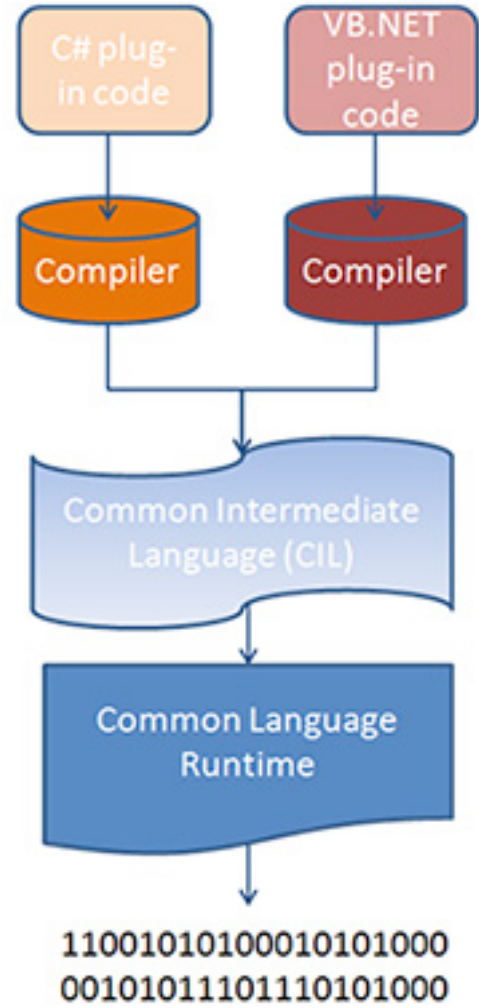 C# plug-
in code
VB.NET
plug-in
code
Compiler
Compiler
Common Intermediate
Language (CIL)
Common Language
Runtime
11001010100010101000
00101011101110101000